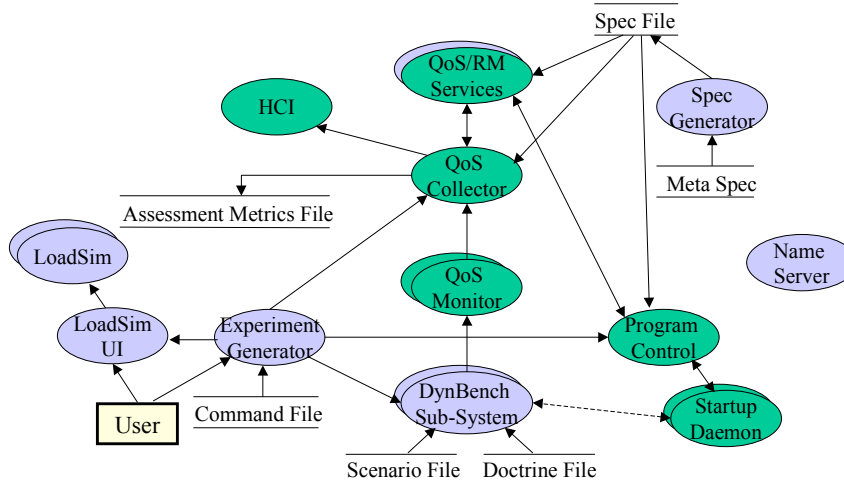 Spec File
QoS/RM
Services
HCI
Spec
Generator
QoS
Collector
Meta Spec
Assessment Metrics File
LoadSim
Name
Server
QoS
Monitor
LoadSim
UI
Experiment
Generator
Program
Control
DynBench
Sub-System
Command File
User
Startup
Daemon
Scenario File
Doctrine File